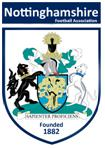 Nottinghamshire
Football Association
SAPIENTER PROFICIENS
Founded
1882